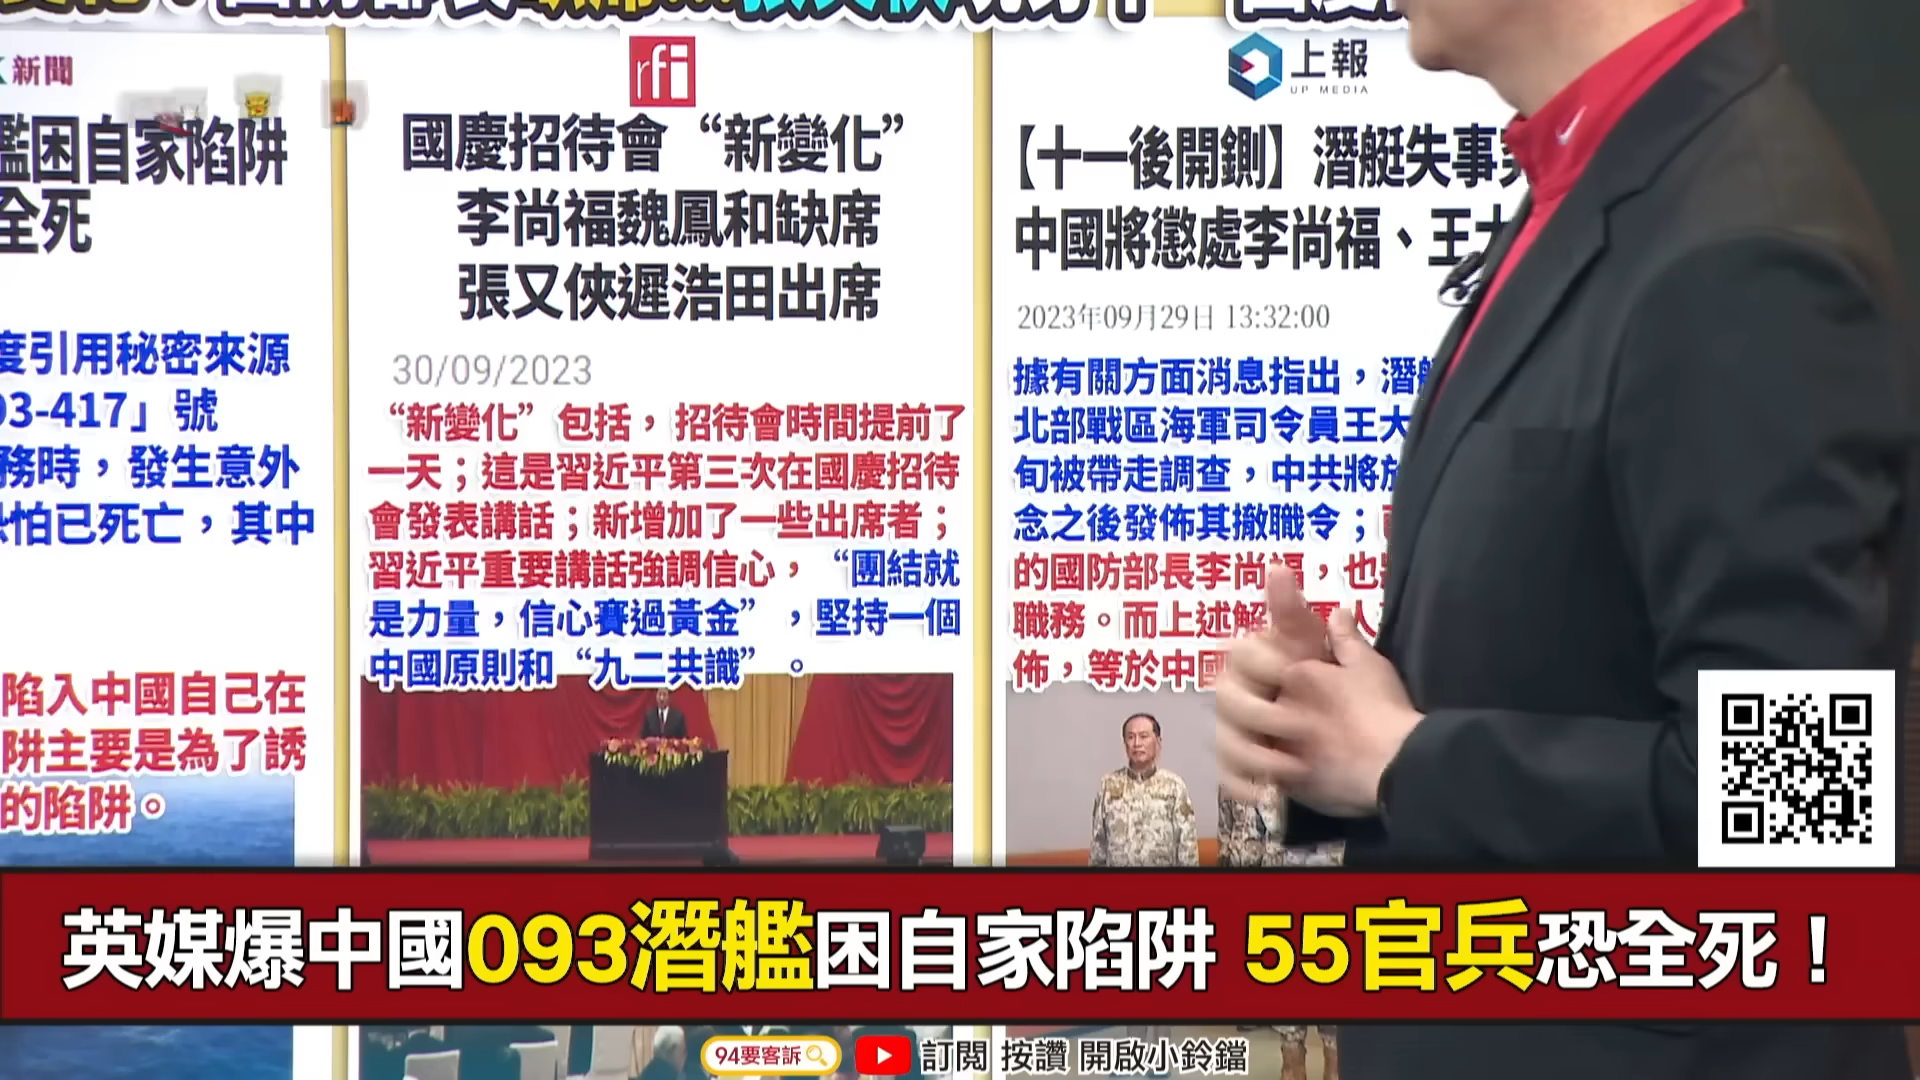 新聞
艦困自家陷阱
全死
度引用秘密來源
93-417」號
務時，發生意外
恐怕已死亡，其中
陷入中國自己在
阱主要是為了誘
的陷阱。
rfi
國慶招待會“新變化”
李尚福魏鳳和缺席
張又俠遲浩田出席
30/09/2023
“新變化”包括，招待會時間提前了
一天；這是習近平第三次在國慶招待
會發表講話；新增加了一些出席者；
習近平重要講話強調信心，“團結就
是力量，信心賽過黃金”，堅持一個
中國原則和“九二共識”。
上報
UP MEDIA
【十一後開鍘】潛艇失事
中國將懲處李尚福、王
2023年09月29日 13:32:00
據有關方面消息指出，潛
北部戰區海軍司令員王大
旬被帶走調查，中共將於
念之後發佈其撤職令；
的國防部長李尚福，也
職務。而上述解 軍人
佈，等於中國
英媒爆中國093潛艦困自家陷阱 55官兵恐全死！
94要客訴
訂閱 按讚 開啟小鈴鐺